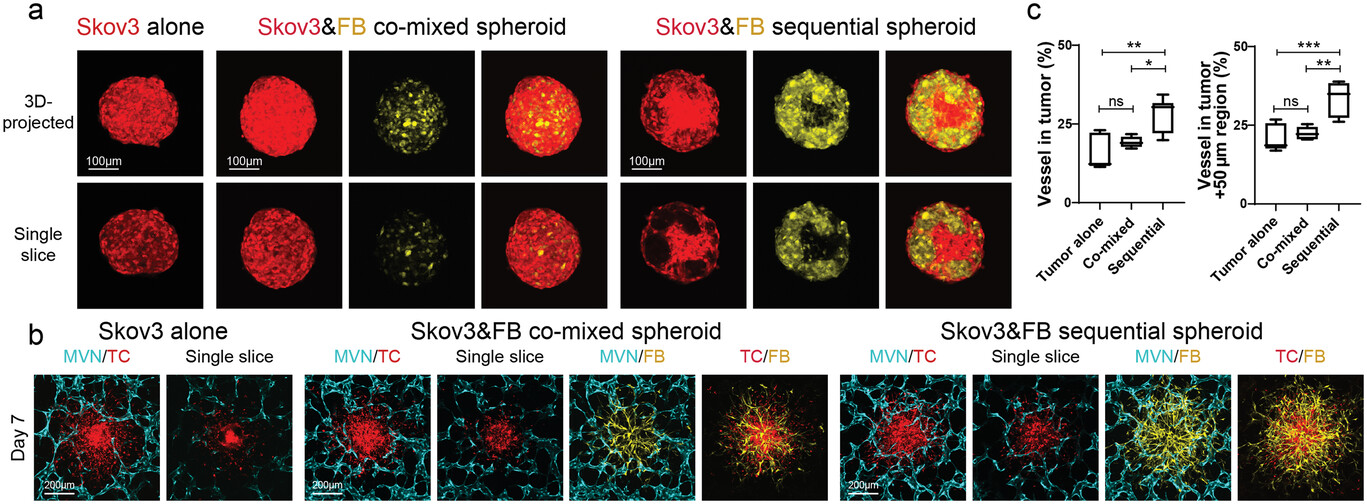 a
Skov3 alone
Skov3&FB co-mixed spheroid
Skov3&FB sequential spheroid
3D-
projected
100µm
100µm
100µm
Single
slice
b
Skov3 alone
Skov3&FB co-mixed spheroid
Skov3&FB sequential spheroid
MVN/TC
Single slice
MVN/TC
Single slice
MVN/FB
TC/FB
MVN/TC
Single slice
MVN/FB
TC/FB
Day 7
200µm
200µm
200µm
c
Vessel in tumor (%)
50
25
0
**
*
ns
Tumor alone
Co-mixed
Sequential
Vessel in tumor
+50 µm region (%)
50
25
0
***
**
ns
Tumor alone
Co-mixed
Sequential